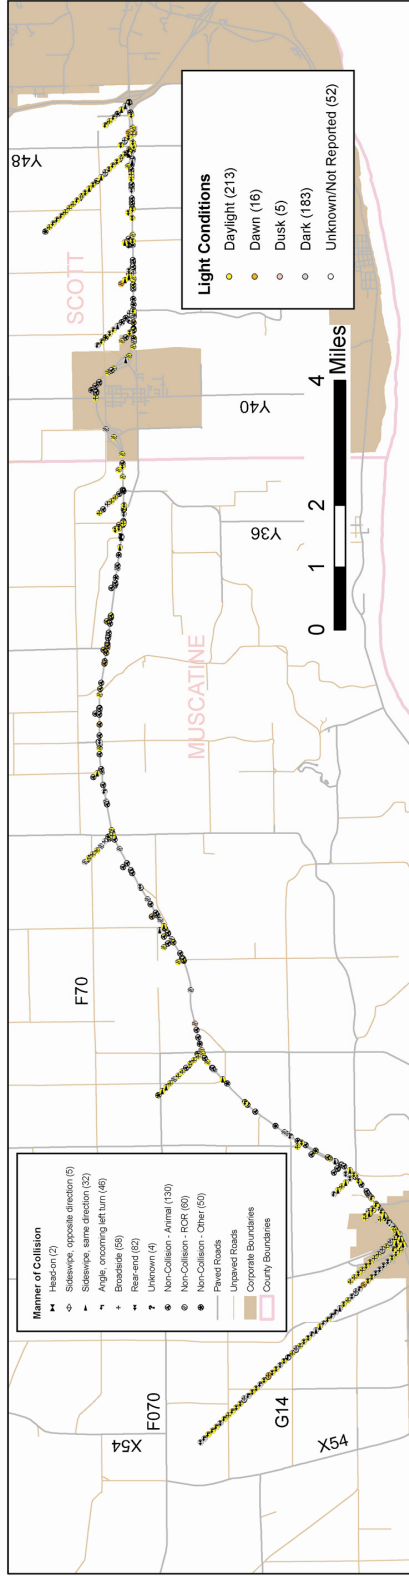 Manner of Collision
Head-on (2)
Sideswipe, opposite direction (5)
Sideswipe, same direction (32)
Angle, oncoming left turn (46)
Broadside (56)
Rear-end (82)
Unknown (4)
Non-Collision - Animal (130)
Non-Collision - ROR (60)
Non-Collision - Other (50)
Paved Roads
Unpaved Roads
Corporate Boundaries
County Boundaries
X54
F070
G14
X54
F70
MUSCATINE
SCOTT
Y36
Y40
Y48
0 1 2 4
Miles
Light Conditions
Daylight (213)
Dawn (16)
Dusk (5)
Dark (183)
Unknown/Not Reported (52)